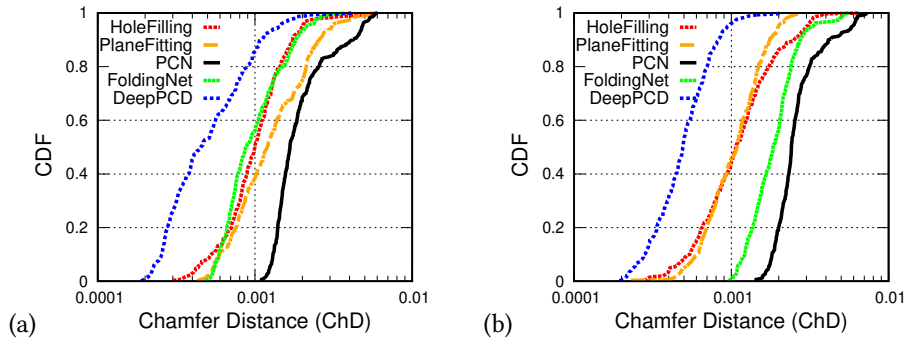 1
0.8
0.6
0.4
0.2
0
CDF
HoleFilling
PlaneFitting
PCN
FoldingNet
DeepPCD
0.0001 0.001 0.01
Chamfer Distance (ChD)
(a)
1
0.8
0.6
0.4
0.2
0
CDF
HoleFilling
PlaneFitting
PCN
FoldingNet
DeepPCD
0.0001 0.001 0.01
Chamfer Distance (ChD)
(b)